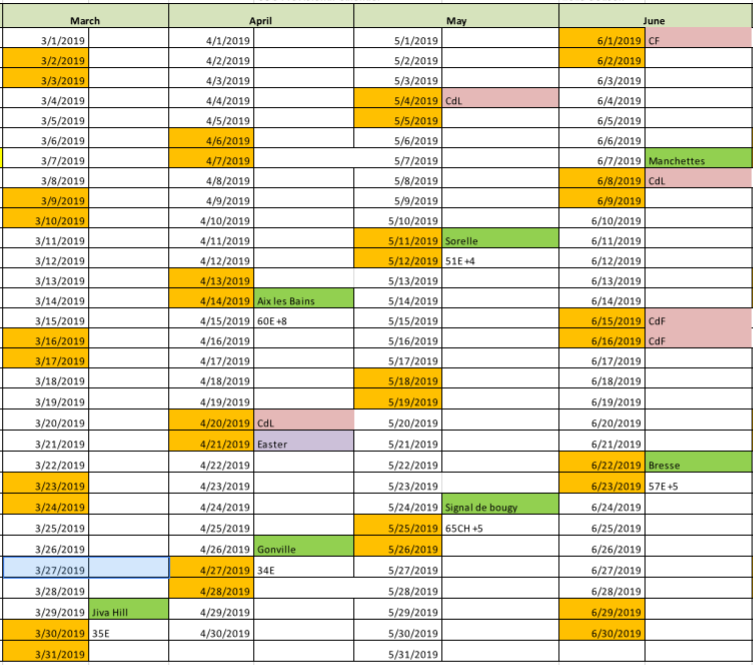 March April May June
3/1/2019 4/1/2019 5/1/2019 6/1/2019 CF
3/2/2019 4/2/2019 5/2/2019 6/2/2019
3/3/2019 4/3/2019 5/3/2019 6/3/2019
3/4/2019 4/4/2019 5/4/2019 CdL 6/4/2019
3/5/2019 4/5/2019 5/5/2019 6/5/2019
3/6/2019 4/6/2019 5/6/2019 6/6/2019
3/7/2019 4/7/2019 5/7/2019 6/7/2019 Manchettes
3/8/2019 4/8/2019 5/8/2019 6/8/2019 CdL
3/9/2019 4/9/2019 5/9/2019 6/9/2019
3/10/2019 4/10/2019 5/10/2019 6/10/2019
3/11/2019 4/11/2019 5/11/2019 Sorelle 6/11/2019
3/12/2019 4/12/2019 5/12/2019 51E +4 6/12/2019
3/13/2019 4/13/2019 5/13/2019 6/13/2019
3/14/2019 4/14/2019 Aix les Bains 5/14/2019 6/14/2019
3/15/2019 4/15/2019 60E +8 5/15/2019 6/15/2019 CdF
3/16/2019 4/16/2019 5/16/2019 6/16/2019 CdF
3/17/2019 4/17/2019 5/17/2019 6/17/2019
3/18/2019 4/18/2019 5/18/2019 6/18/2019
3/19/2019 4/19/2019 5/19/2019 6/19/2019
3/20/2019 4/20/2019 CdL 5/20/2019 6/20/2019
3/21/2019 4/21/2019 Easter 5/21/2019 6/21/2019
3/22/2019 4/22/2019 5/22/2019 6/22/2019 Bresse
3/23/2019 4/23/2019 5/23/2019 6/23/2019 57E +5
3/24/2019 4/24/2019 5/24/2019 Signal de bougy 6/24/2019
3/25/2019 4/25/2019 5/25/2019 65CH +5 6/25/2019
3/26/2019 4/26/2019 Gonville 5/26/2019 6/26/2019
3/27/2019 4/27/2019 34E 5/27/2019 6/27/2019
3/28/2019 4/28/2019 5/28/2019 6/28/2019
3/29/2019 Jiva Hill 4/29/2019 5/29/2019 6/29/2019
3/30/2019 35E 4/30/2019 5/30/2019 6/30/2019
3/31/2019 5/31/2019